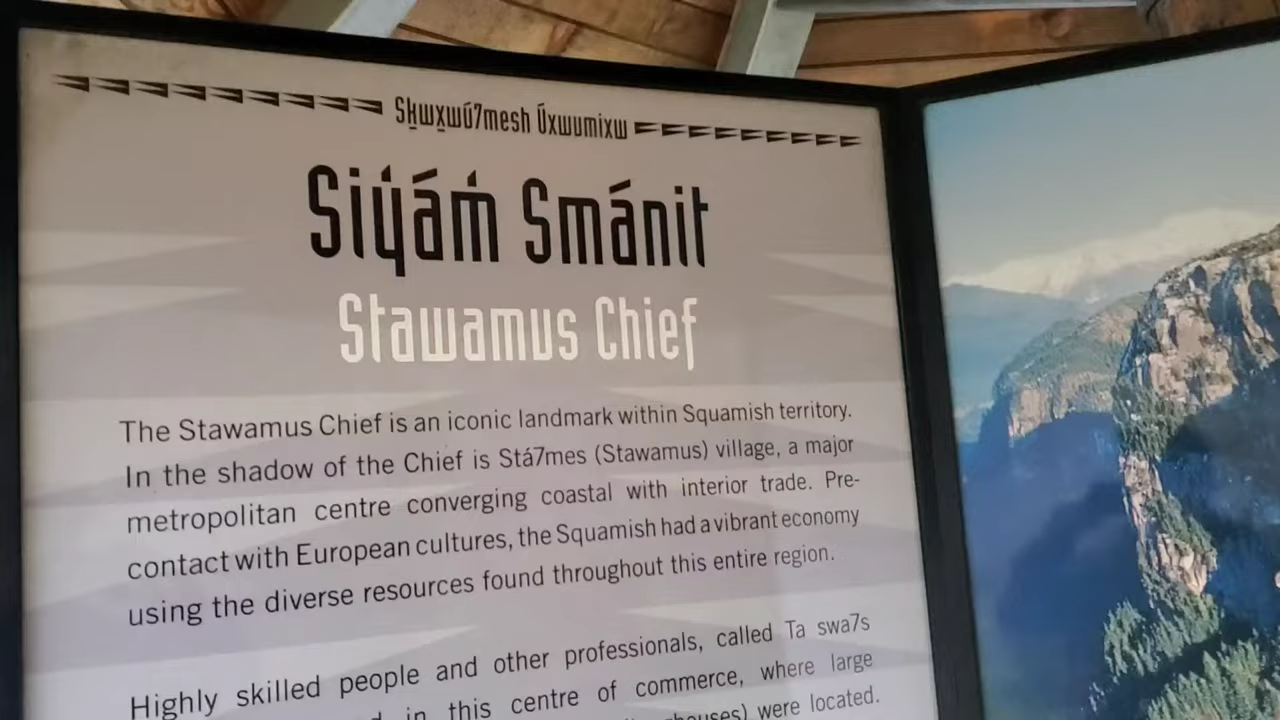 Sḵwx̱wú7mesh Úxwumixw
Siy̓ám̓ Smánit
Stawamus Chief
The Stawamus Chief is an iconic landmark within Squamish territory.
In the shadow of the Chief is Stá7mes (Stawamus) village, a major
metropolitan centre converging coastal with interior trade. Pre-
contact with European cultures, the Squamish had a vibrant economy
using the diverse resources found throughout this entire region.
Highly skilled people and other professionals, called Ta swa7s
in this centre of commerce, where large
were located.